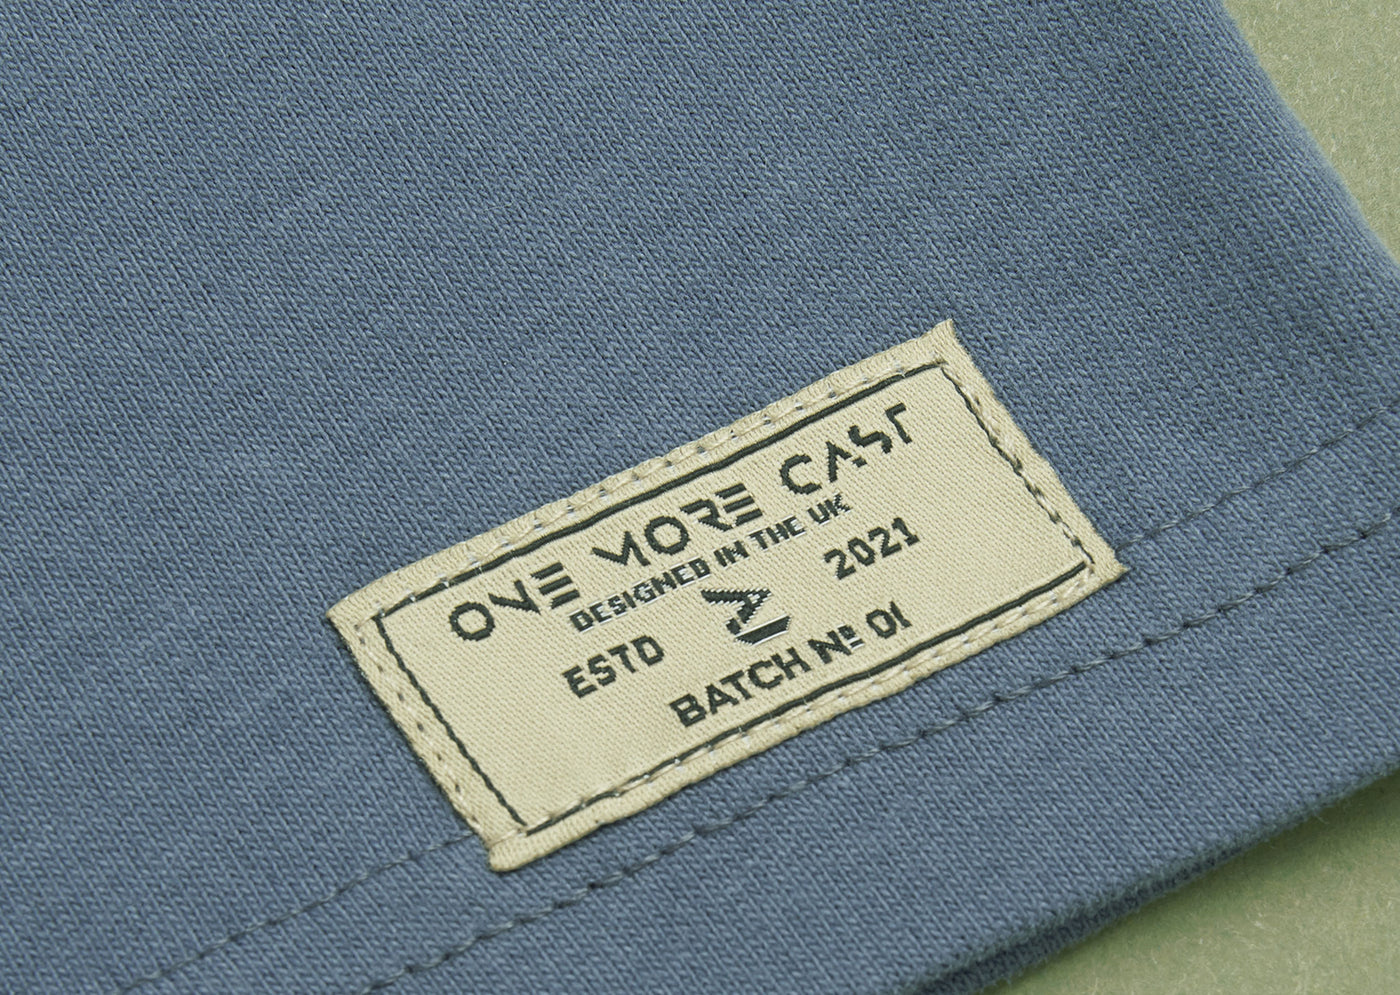 ONE MORE CAST
DESIGNED IN THE UK
ESTD 2021
BATCH Nº 01